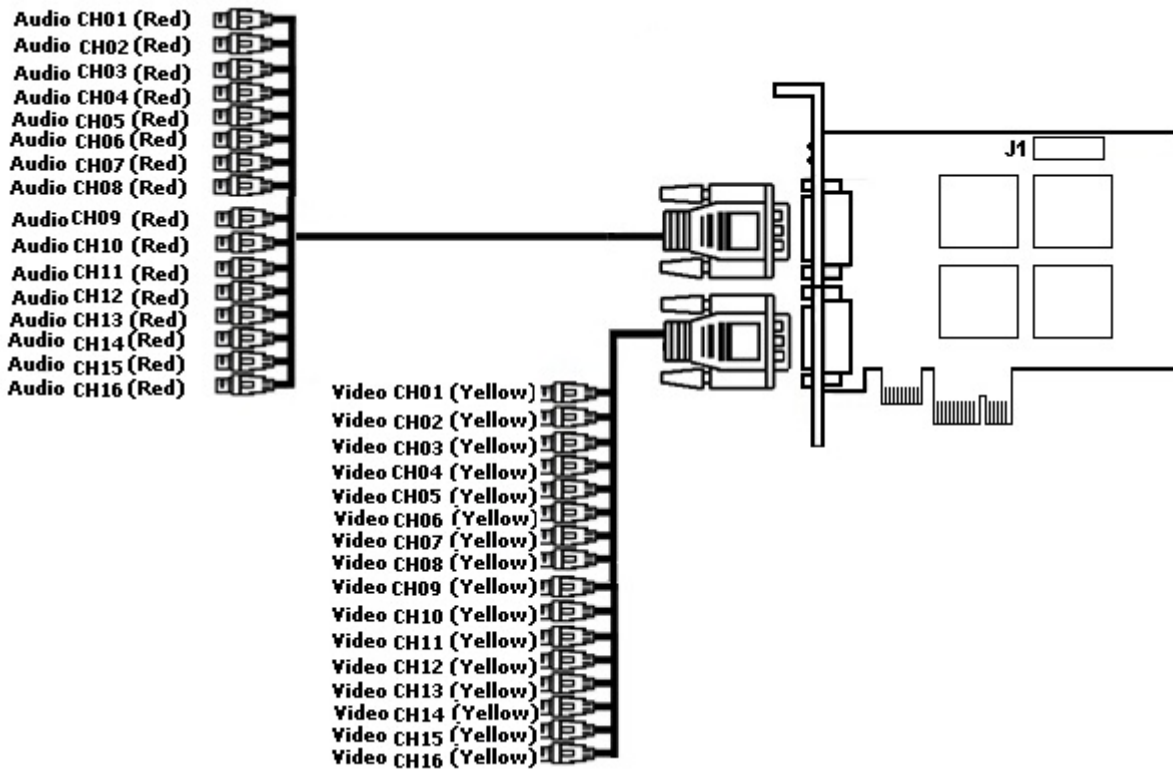 Audio CH01 (Red)
Audio CH02 (Red)
Audio CH03 (Red)
Audio CH04 (Red)
Audio CH05 (Red)
Audio CH06 (Red)
Audio CH07 (Red)
Audio CH08 (Red)
Audio CH09 (Red)
Audio CH10 (Red)
Audio CH11 (Red)
Audio CH12 (Red)
Audio CH13 (Red)
Audio CH14 (Red)
Audio CH15 (Red)
Audio CH16 (Red)
J1
Video CH01 (Yellow)
Video CH02 (Yellow)
Video CH03 (Yellow)
Video CH04 (Yellow)
Video CH05 (Yellow)
Video CH06 (Yellow)
Video CH07 (Yellow)
Video CH08 (Yellow)
Video CH09 (Yellow)
Video CH10 (Yellow)
Video CH11 (Yellow)
Video CH12 (Yellow)
Video CH13 (Yellow)
Video CH14 (Yellow)
Video CH15 (Yellow)
Video CH16 (Yellow)